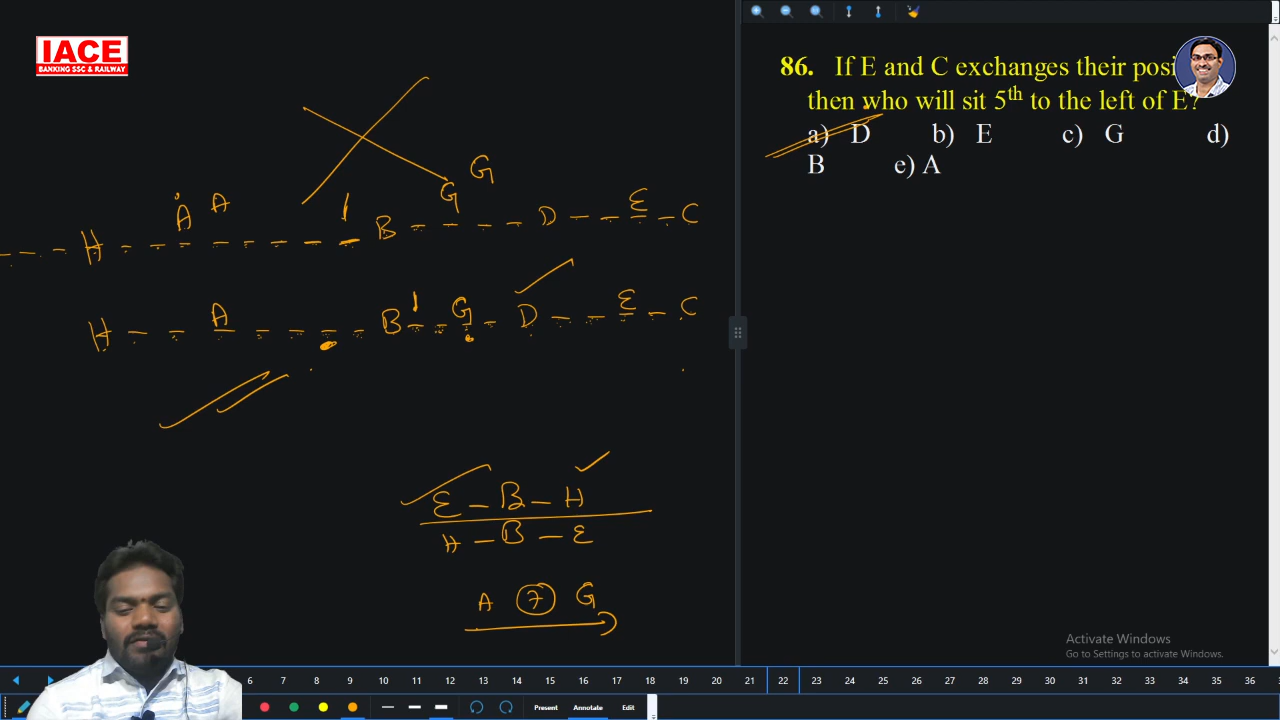 IACE
BANKING SSC & RAILWAY
86. If E and C exchanges their posi
then who will sit 5th to the left of E?
a) D b) E c) G d)
B e) A
G
A A G
H B D E C
H A B G D E C
E - B - H
H - B - E
A 7 G
Activate Windows
Go to Settings to activate Windows.
6 7 8 9 10 11 12 13 14 15 16 17 18 19 20 21 22 23 24 25 26 27 28 29 30 31 32 33 34 35 36
Present Annotate Edit